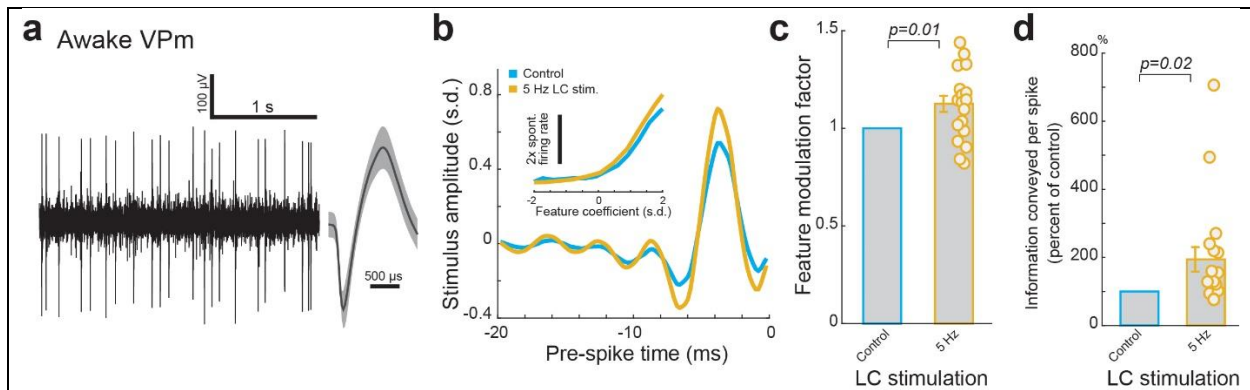 a Awake VPm
100 µV
1 s
500 µs
b
Control
5 Hz LC stim.
Stimulus amplitude (s.d.)
0.8
0.4
0
-0.4
-20
-10
0
Pre-spike time (ms)
2x spont.
firing rate
-2
0
2
Feature coefficient (s.d.)
c
p=0.01
Feature modulation factor
1.5
1
0.5
0
Control
5 Hz
LC stimulation
d
%
p=0.02
Information conveyed per spike
(percent of control)
800
600
400
200
0
Control
5 Hz
LC stimulation